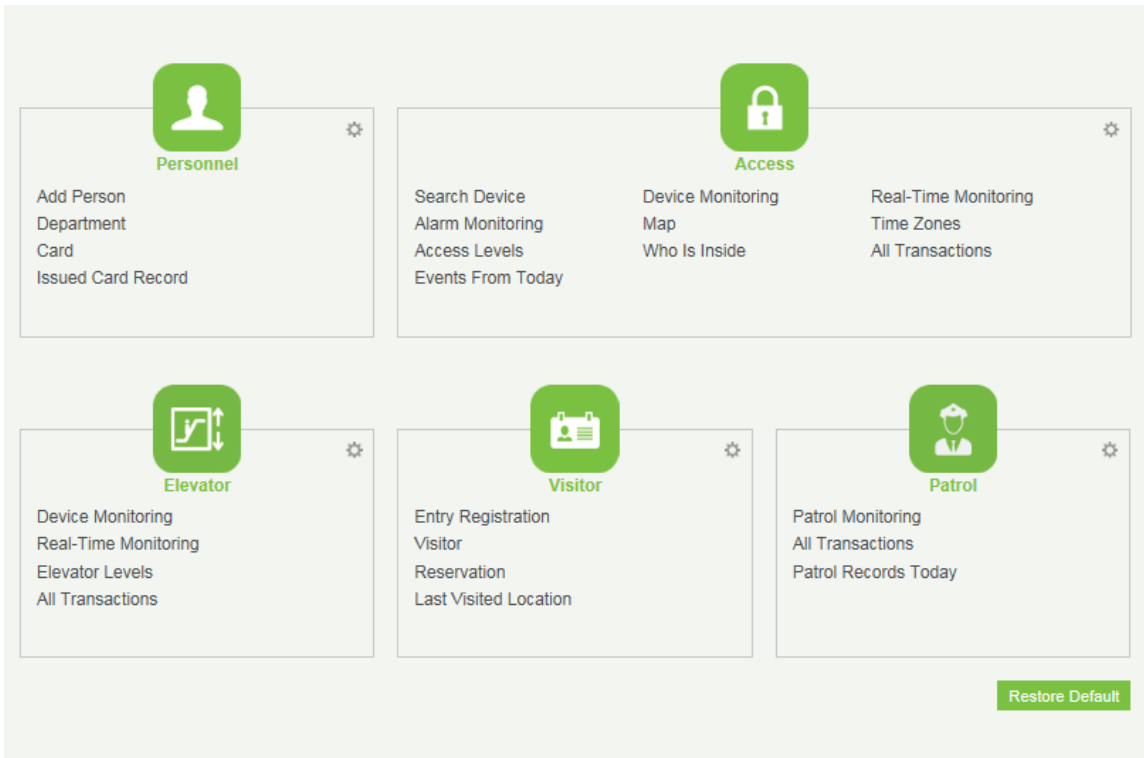 Personnel
Add Person
Department
Card
Issued Card Record
Access
Search Device
Device Monitoring
Real-Time Monitoring
Alarm Monitoring
Map
Time Zones
Access Levels
Who Is Inside
All Transactions
Events From Today
Elevator
Device Monitoring
Real-Time Monitoring
Elevator Levels
All Transactions
Visitor
Entry Registration
Visitor
Reservation
Last Visited Location
Patrol
Patrol Monitoring
All Transactions
Patrol Records Today
Restore Default